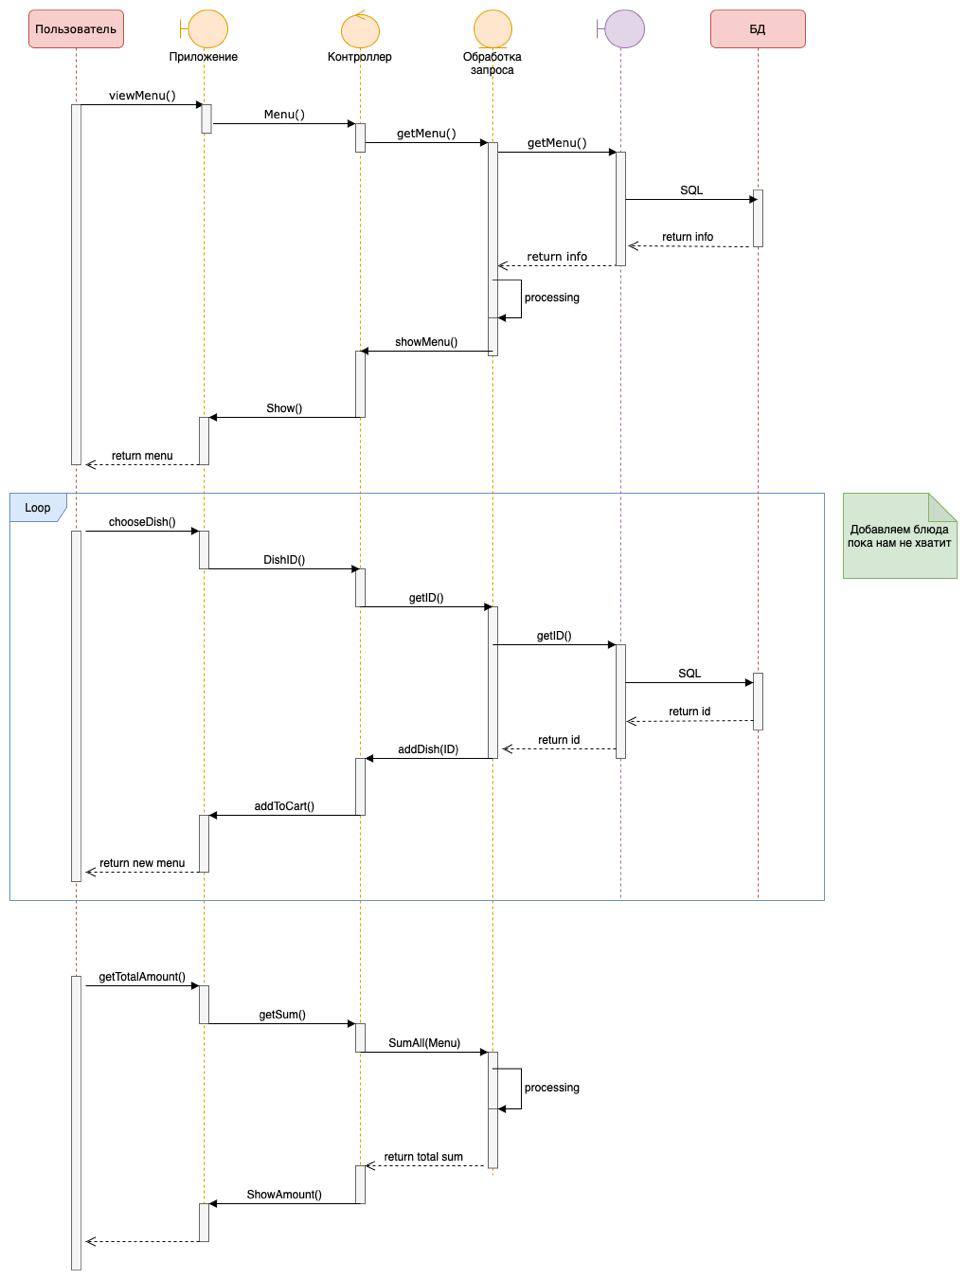 Пользователь
Приложение
Контроллер
Обработка
запроса
БД
viewMenu()
Menu()
getMenu()
getMenu()
SQL
return info
return info
processing
showMenu()
Show()
return menu
Loop
Добавляем блюда
пока нам не хватит
chooseDish()
DishID()
getID()
getID()
SQL
return id
return id
addDish(ID)
addToCart()
return new menu
getTotalAmount()
getSum()
SumAll(Menu)
processing
return total sum
ShowAmount()